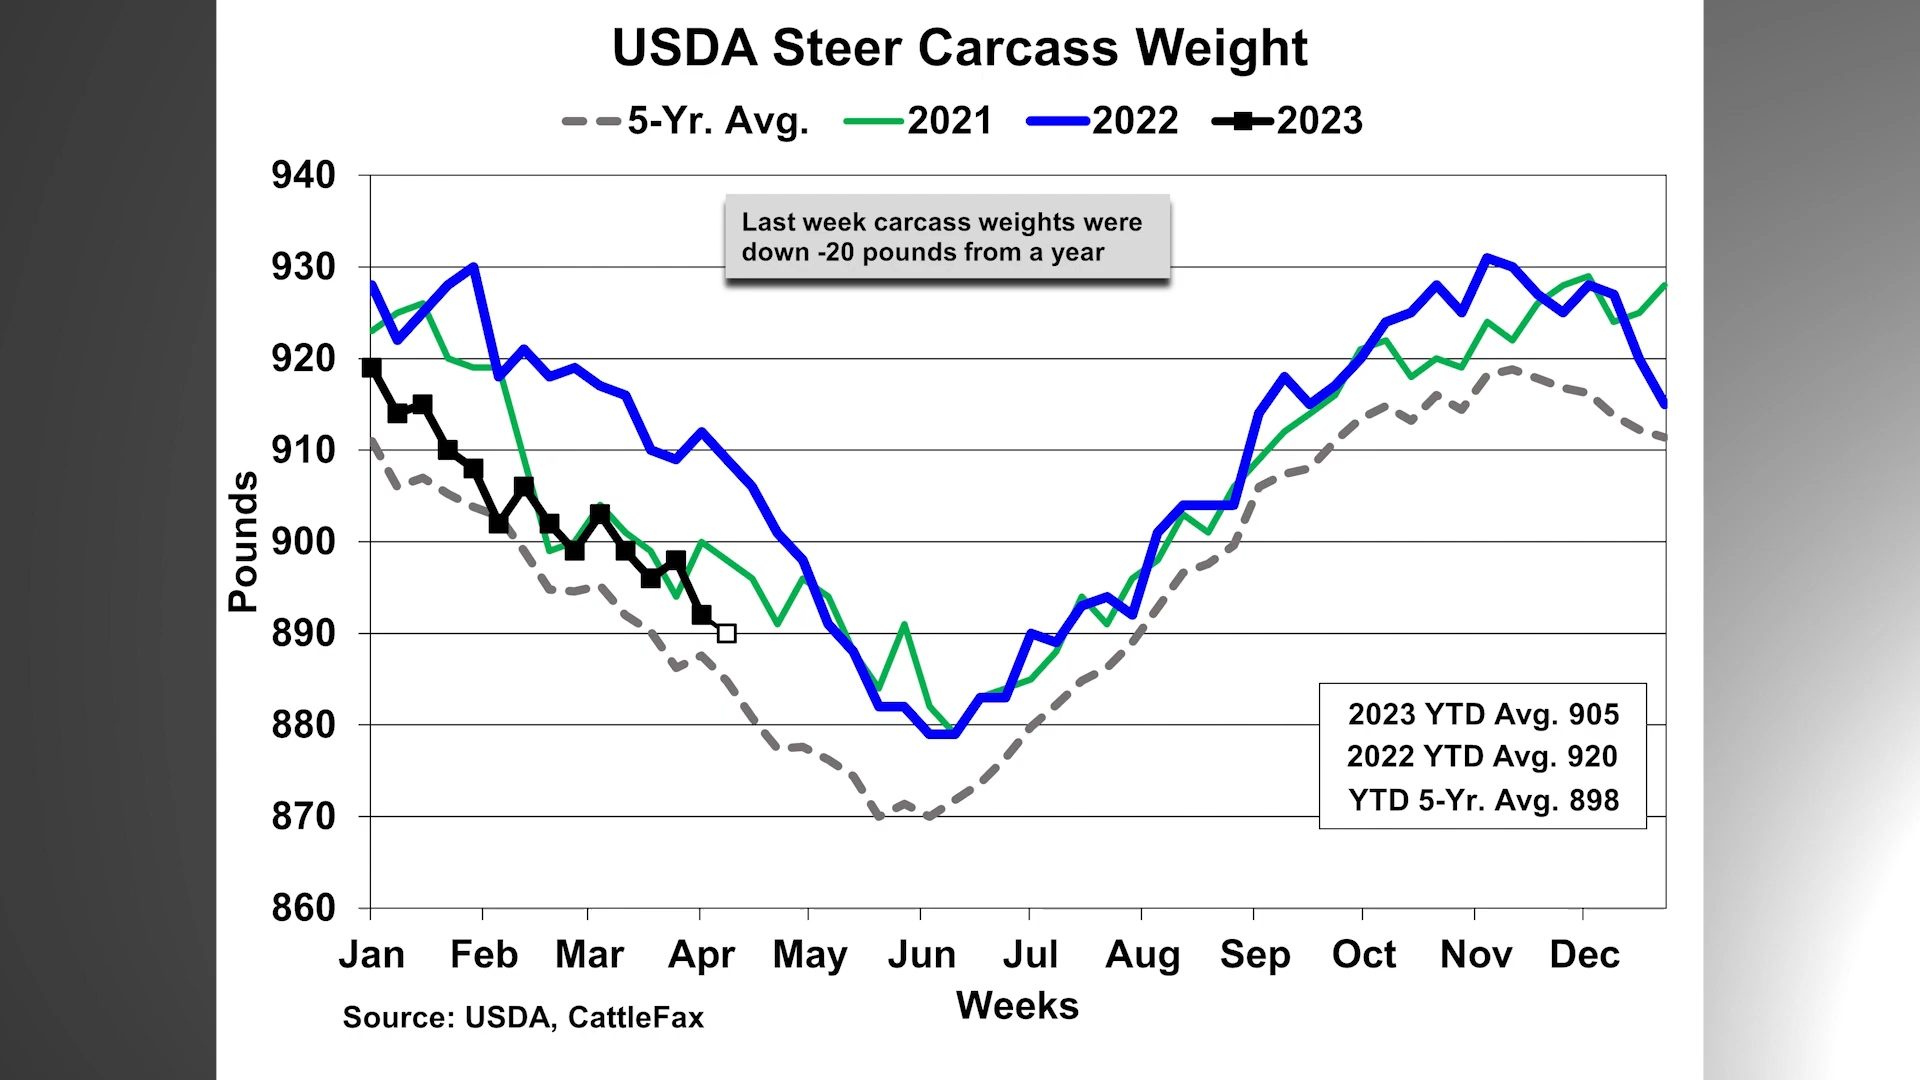 USDA Steer Carcass Weight
5-Yr. Avg. 2021 2022 2023
940
930
920
910
900
890
880
870
860
Pounds
Last week carcass weights were
down -20 pounds from a year
2023 YTD Avg. 905
2022 YTD Avg. 920
YTD 5-Yr. Avg. 898
Jan Feb Mar Apr May Jun Jul Aug Sep Oct Nov Dec
Weeks
Source: USDA, CattleFax